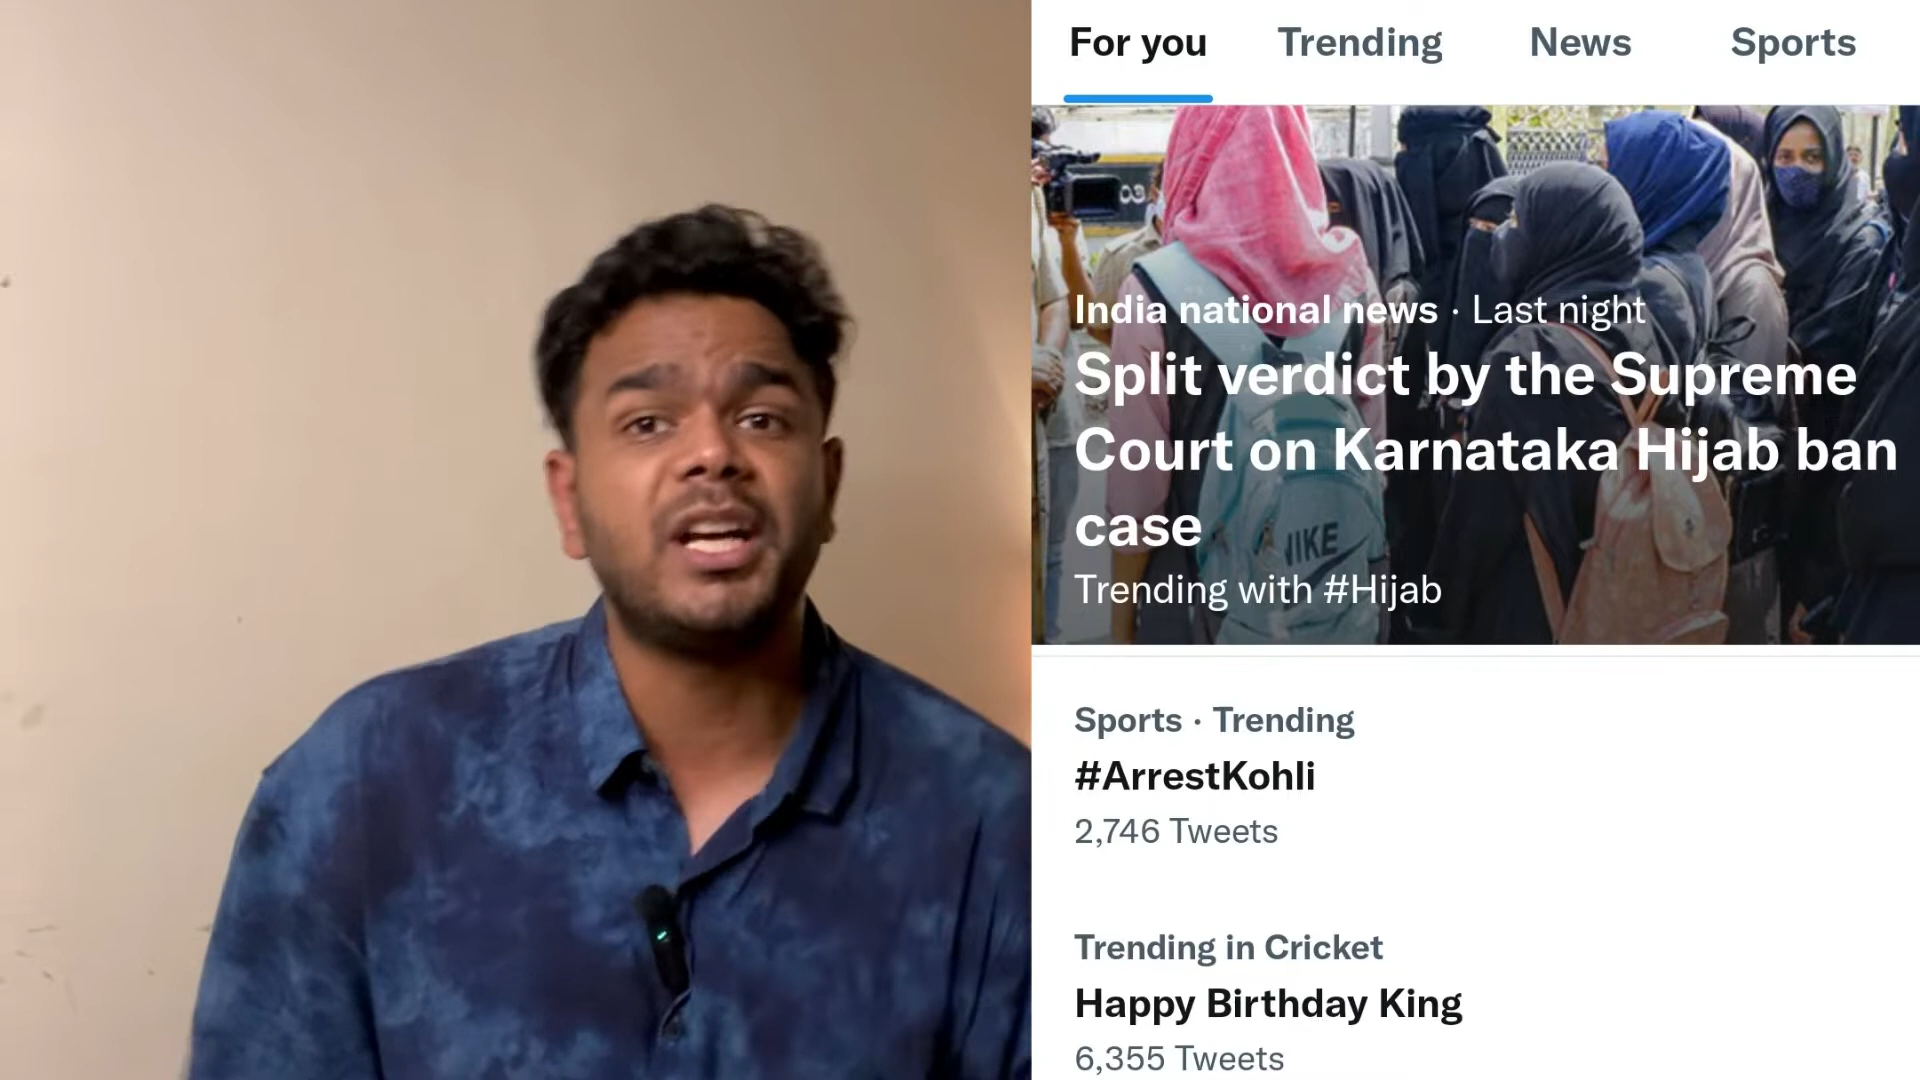 For you
Trending
News
Sports
03
India national news · Last night
Split verdict by the Supreme
Court on Karnataka Hijab ban
case
NIKE
Trending with #Hijab
Sports · Trending
#ArrestKohli
2,746 Tweets
Trending in Cricket
Happy Birthday King
6,355 Tweets